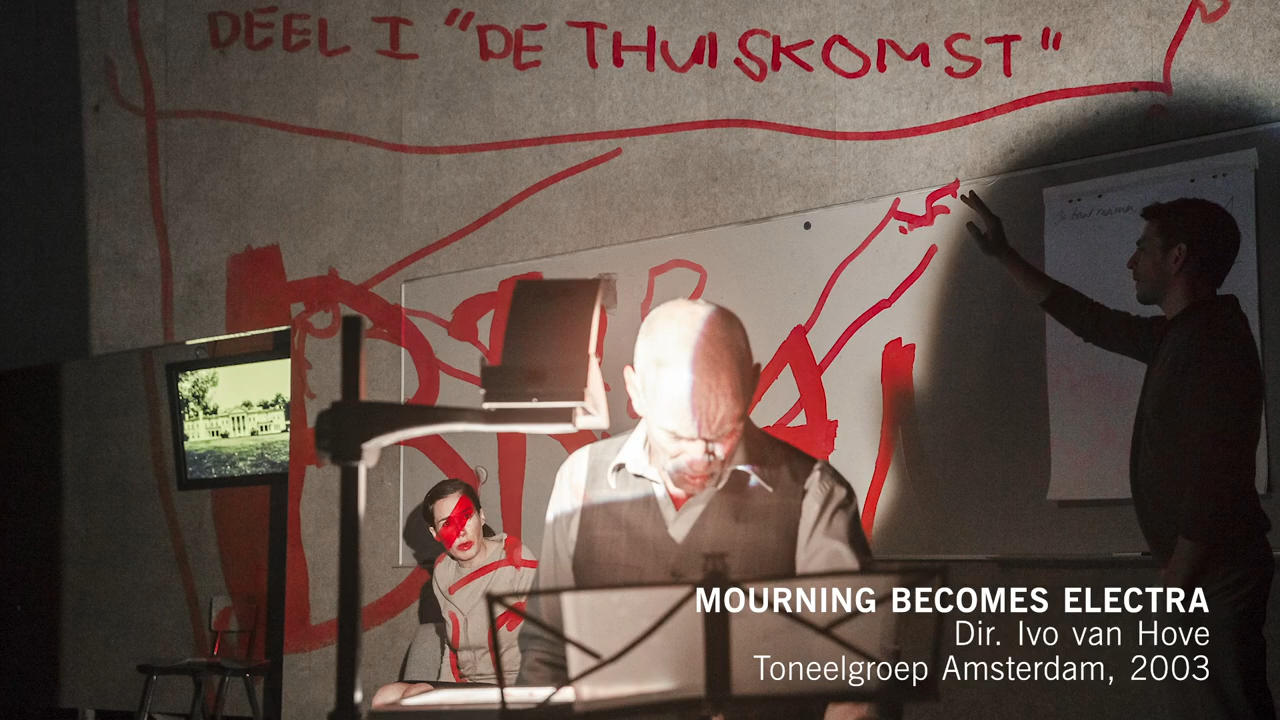 DEEL I "DE THUISKOMST"
MOURNING BECOMES ELECTRA
Dir. Ivo van Hove
Toneelgroep Amsterdam, 2003